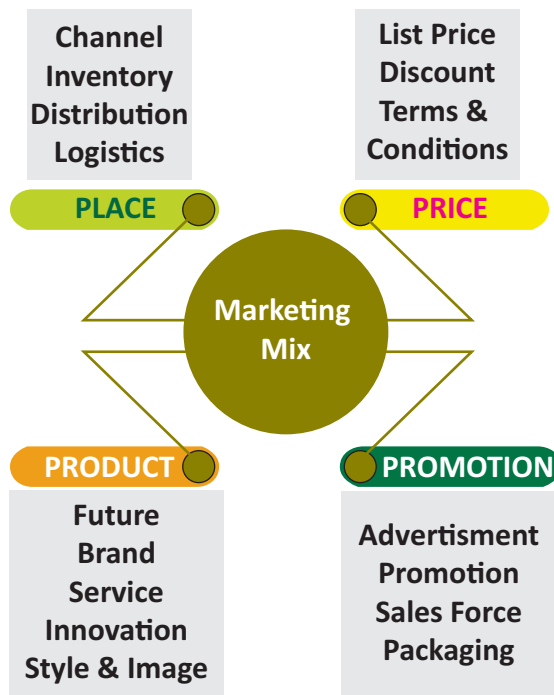 Channel
Inventory
Distribution
Logistics
PLACE
List Price
Discount
Terms &
Conditions
PRICE
Marketing
Mix
PRODUCT
Future
Brand
Service
Innovation
Style & Image
PROMOTION
Advertisment
Promotion
Sales Force
Packaging